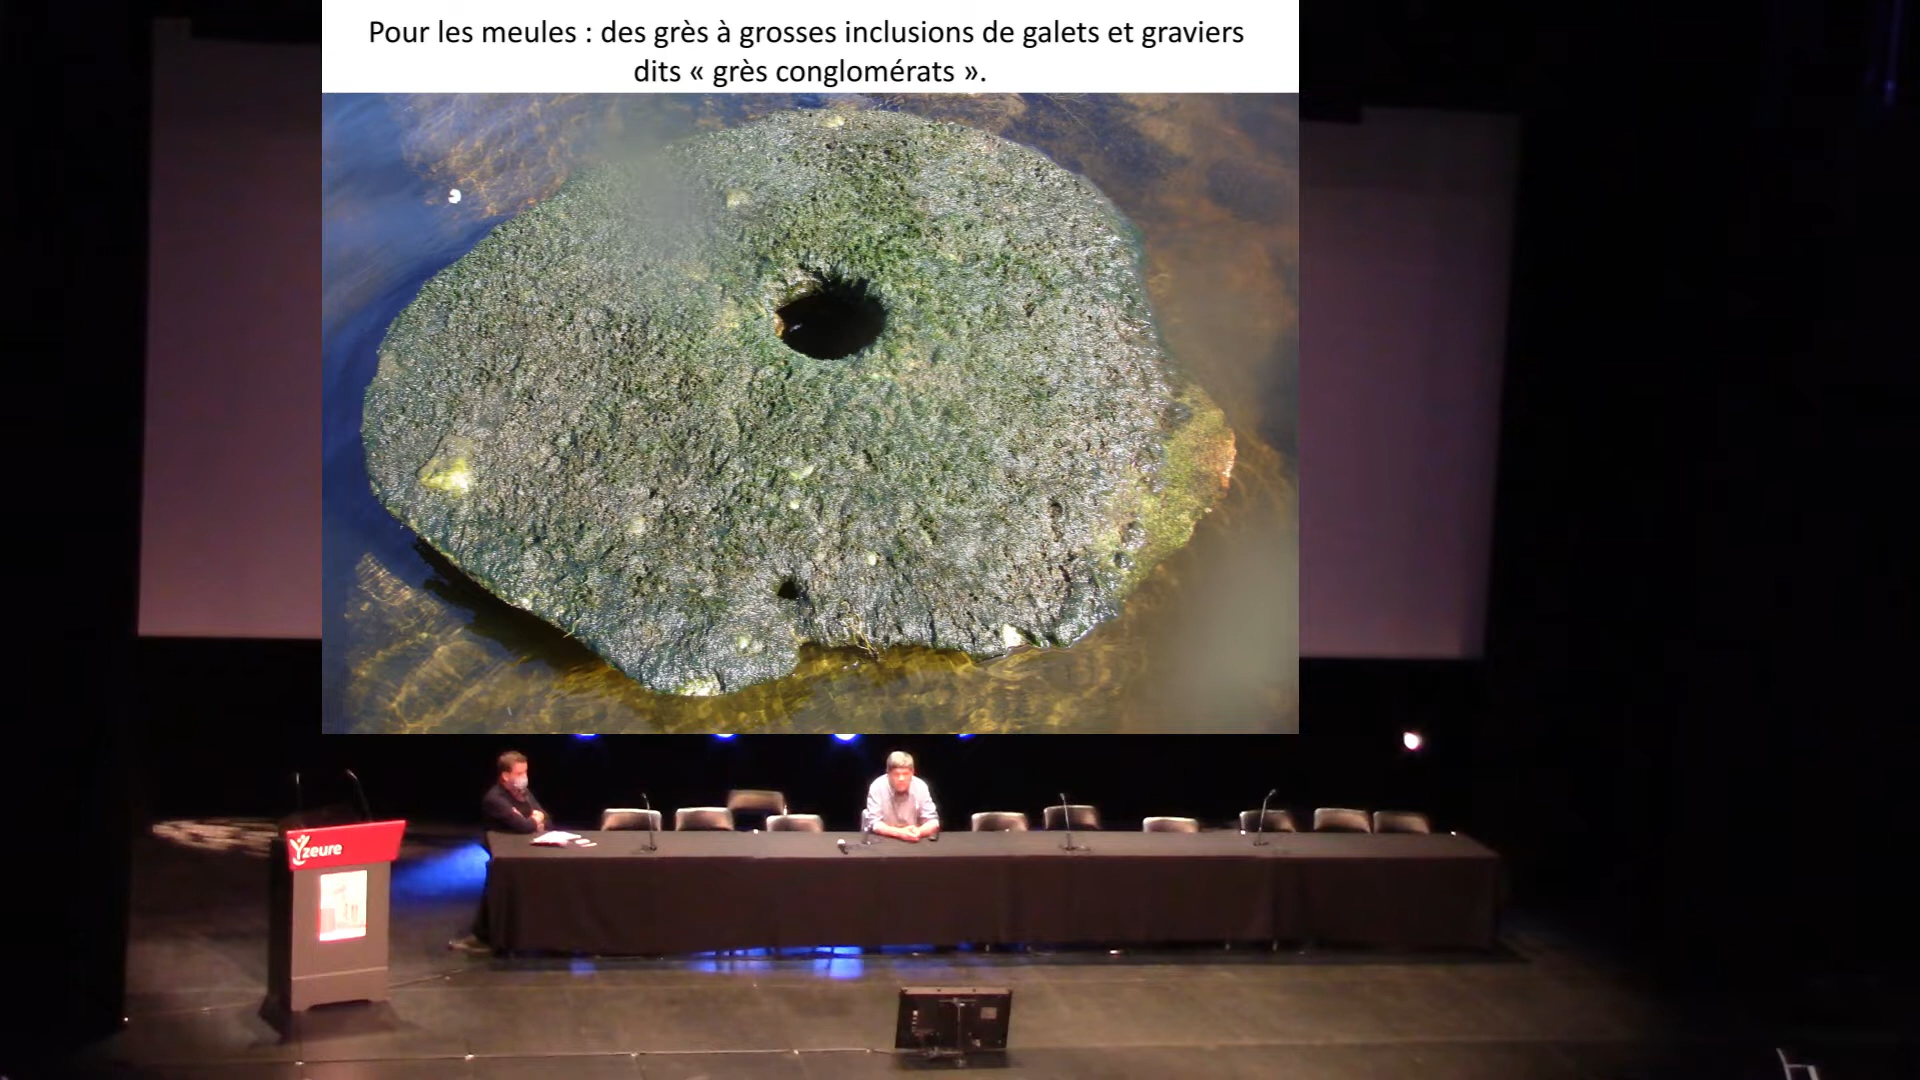 Pour les meules : des grès à grosses inclusions de galets et graviers
dits « grès conglomérats ».
Yzeure